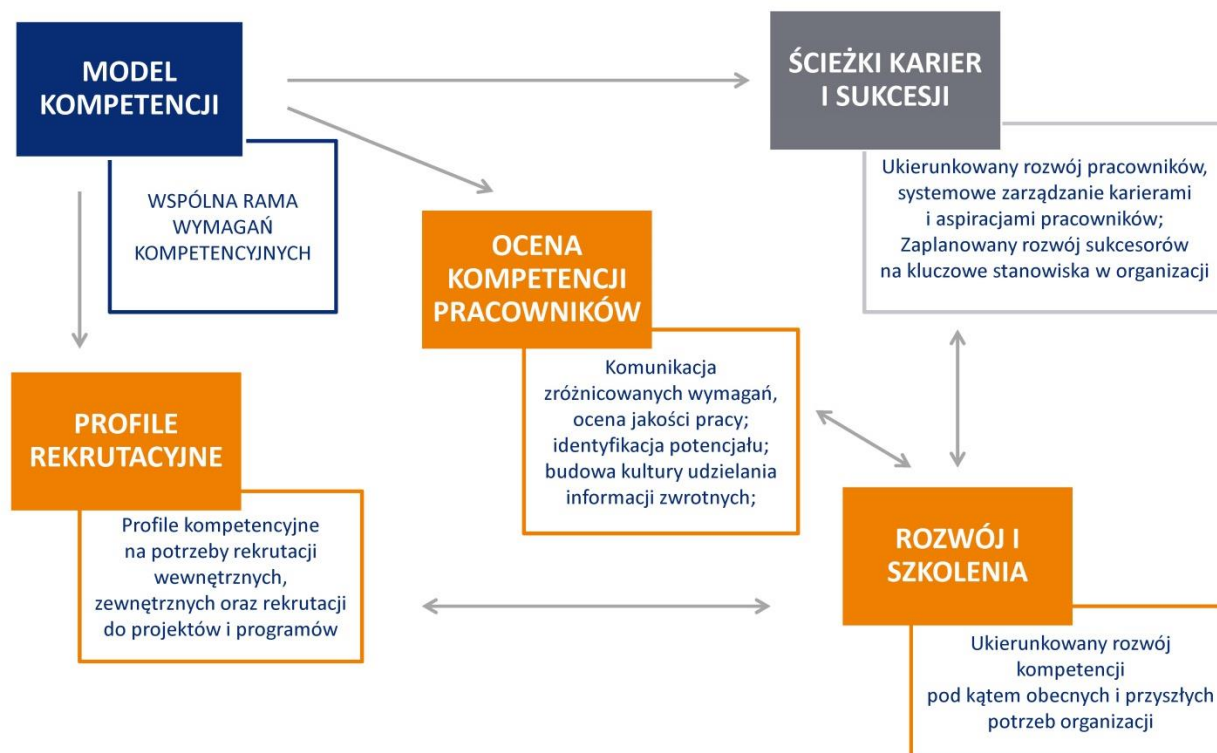 MODEL
KOMPETENCJI
WSPÓLNA RAMA
WYMAGAŃ
KOMPETENCYJNYCH
ŚCIEŻKI KARIER
I SUKCESJI
Ukierunkowany rozwój pracowników,
systemowe zarządzanie karierami
i aspiracjami pracowników;
Zaplanowany rozwój sukcesorów
na kluczowe stanowiska w organizacji
OCENA
KOMPETENCJI
PRACOWNIKÓW
Komunikacja
zróżnicowanych wymagań,
ocena jakości pracy;
identyfikacja potencjału;
budowa kultury udzielania
informacji zwrotnych;
PROFILE
REKRUTACYJNE
Profile kompetencyjne
na potrzeby rekrutacji
wewnętrznych,
zewnętrznych oraz rekrutacji
do projektów i programów
ROZWÓJ I
SZKOLENIA
Ukierunkowany rozwój
kompetencji
pod kątem obecnych i przyszłych
potrzeb organizacji